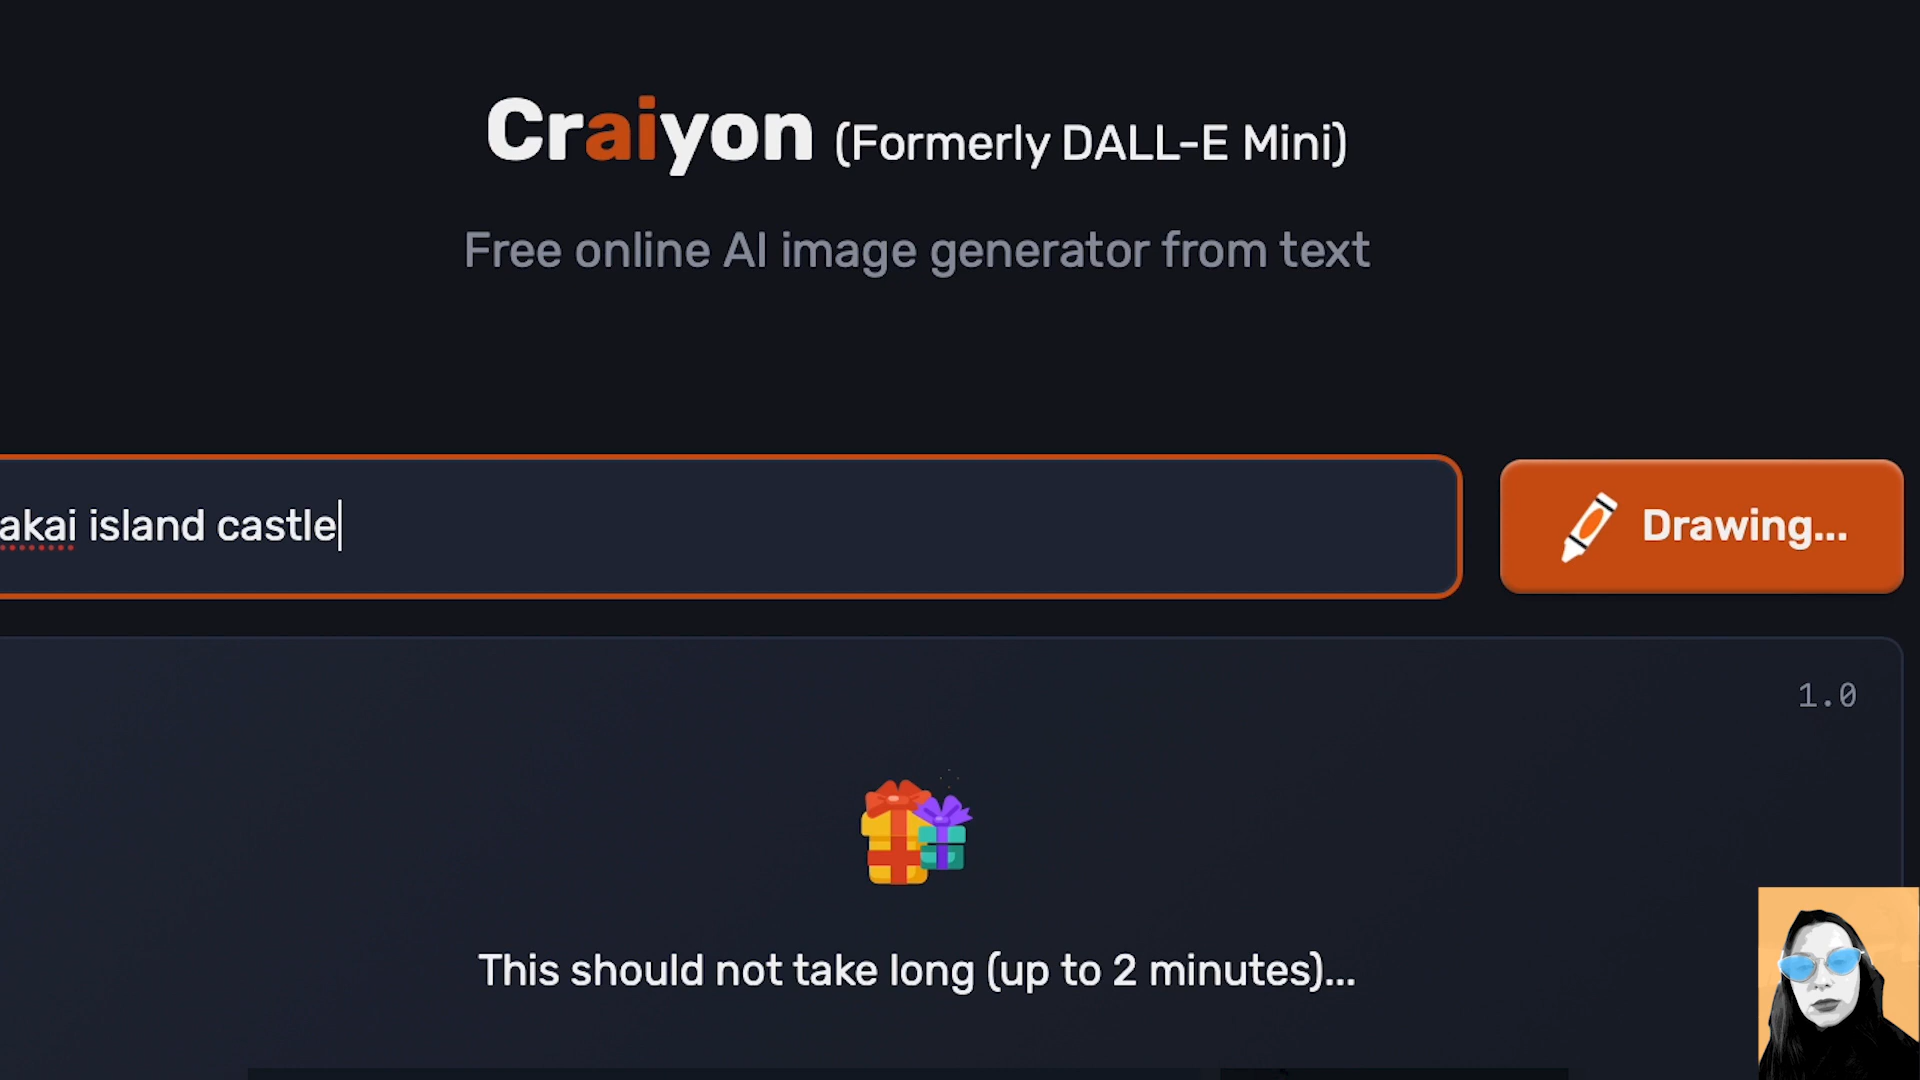 Craiyon (Formerly DALL-E Mini)
Free online AI image generator from text
akai island castle
Drawing...
1.0
This should not take long (up to 2 minutes)...